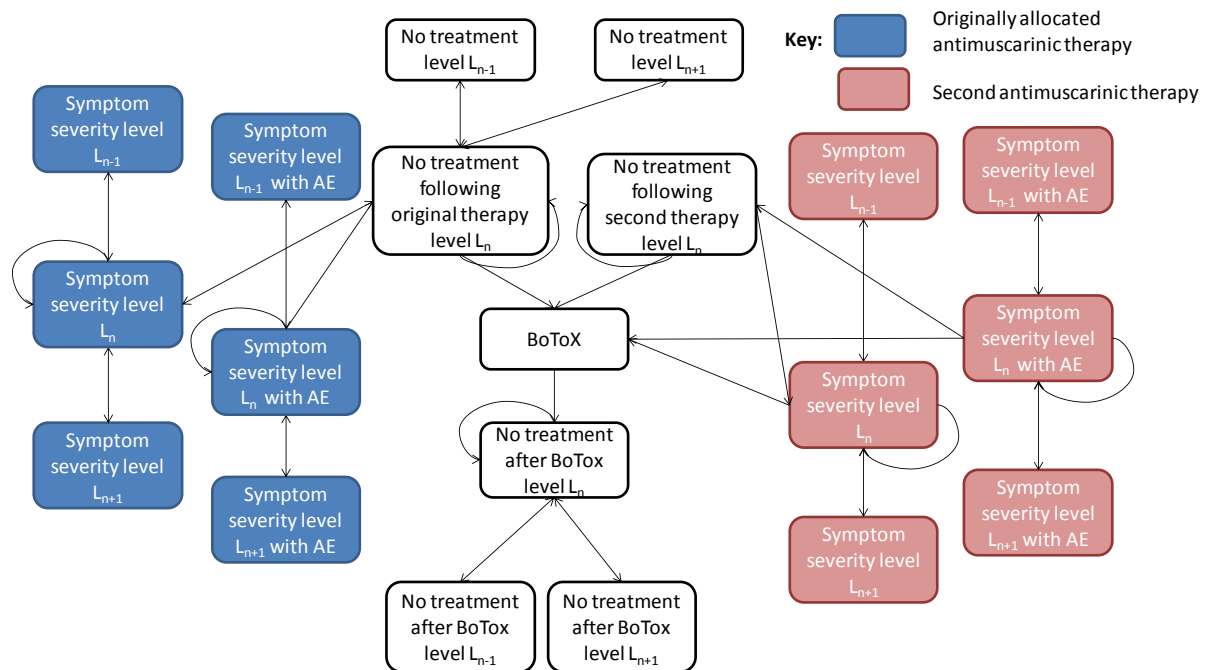 No treatment
level Ln-1
No treatment
level Ln+1
Key:
Originally allocated
antimuscarinic therapy
Second antimuscarinic therapy
Symptom
severity level
Ln-1
Symptom
severity level
Ln-1 with AE
No treatment
following
original therapy
level Ln
No treatment
following
second therapy
level Ln
Symptom
severity level
Ln-1
Symptom
severity level
Ln-1 with AE
Symptom
severity level
Ln
Symptom
severity level
Ln with AE
BoToX
Symptom
severity level
Ln
Symptom
severity level
Ln with AE
Symptom
severity level
Ln+1
Symptom
severity level
Ln+1 with AE
No treatment
after BoTox
level Ln
Symptom
severity level
Ln+1
Symptom
severity level
Ln+1 with AE
No treatment
after BoTox
level Ln-1
No treatment
after BoTox
level Ln+1